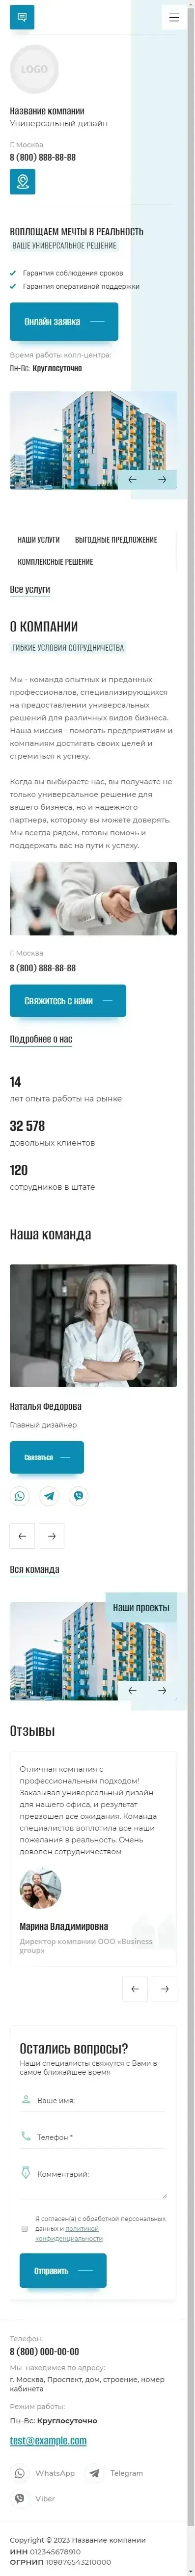 LOGO
Название компании
Универсальный дизайн
Г. Москва
8 (800) 888-88-88
ВОПЛОЩАЕМ МЕЧТЫ В РЕАЛЬНОСТЬ
ВАШЕ УНИВЕРСАЛЬНОЕ РЕШЕНИЕ
Гарантия соблюдения сроков
Гарантия оперативной поддержки
Онлайн заявка
Время работы колл-центра:
Пн-Вс: Круглосуточно
НАШИ УСЛУГИ ВЫГОДНЫЕ ПРЕДЛОЖЕНИЕ
КОМПЛЕКСНЫЕ РЕШЕНИЕ
Все услуги
О КОМПАНИИ
ГИБКИЕ УСЛОВИЯ СОТРУДНИЧЕСТВА
Мы - команда опытных и преданных
профессионалов, специализирующихся
на предоставлении универсальных
решений для различных видов бизнеса.
Наша миссия - помогать предприятиям и
компаниям достигать своих целей и
стремиться к успеху.
Когда вы выбираете нас, вы получаете не
только универсальное решение для
вашего бизнеса, но и надежного
партнера, которому вы можете доверять.
Мы всегда рядом, готовы помочь и
поддержать вас на пути к успеху.
Г. Москва
8 (800) 888-88-88
Свяжитесь с нами
Подробнее о нас
14
лет опыта работы на рынке
32 578
довольных клиентов
120
сотрудников в штате
Наша команда
Наталья Федорова
Главный дизайнер
Связаться
Вся команда
Наши проекты
Отзывы
Отличная компания с
профессиональным подходом!
Заказывал универсальный дизайн
для нашего офиса, и результат
превзошел все ожидания. Команда
специалистов воплотила все наши
пожелания в реальность. Очень
доволен сотрудничеством
Марина Владимировна
Директор компании ООО «Business
group»
Остались вопросы?
Наши специалисты свяжутся с Вами в
самое ближайшее время
Ваше имя:
Телефон *
Комментарий:
Я согласен(а) с обработкой персональных
данных и политикой
конфиденциальности
Отправить
Телефон:
8 (800) 000-00-00
Мы находимся по адресу:
г. Москва, Проспект, дом, строение, номер
кабинета
Режим работы:
Пн-Вс: Круглосуточно
test@example.com
WhatsApp Telegram
Viber
Copyright © 2023 Название компании
ИНН 012345678910
ОГРНИП 109876543210000